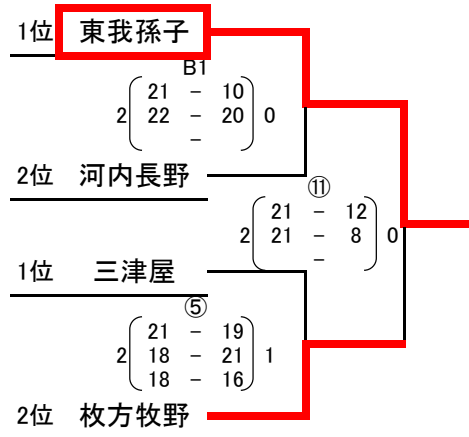 1位 東我孫子
B1
21 - 10
2 22 - 20 0
-
2位 河内長野
⑪
21 - 12
2 21 - 8 0
-
1位 三津屋
⑤
21 - 19
2 18 - 21 1
18 - 16
2位 枚方牧野